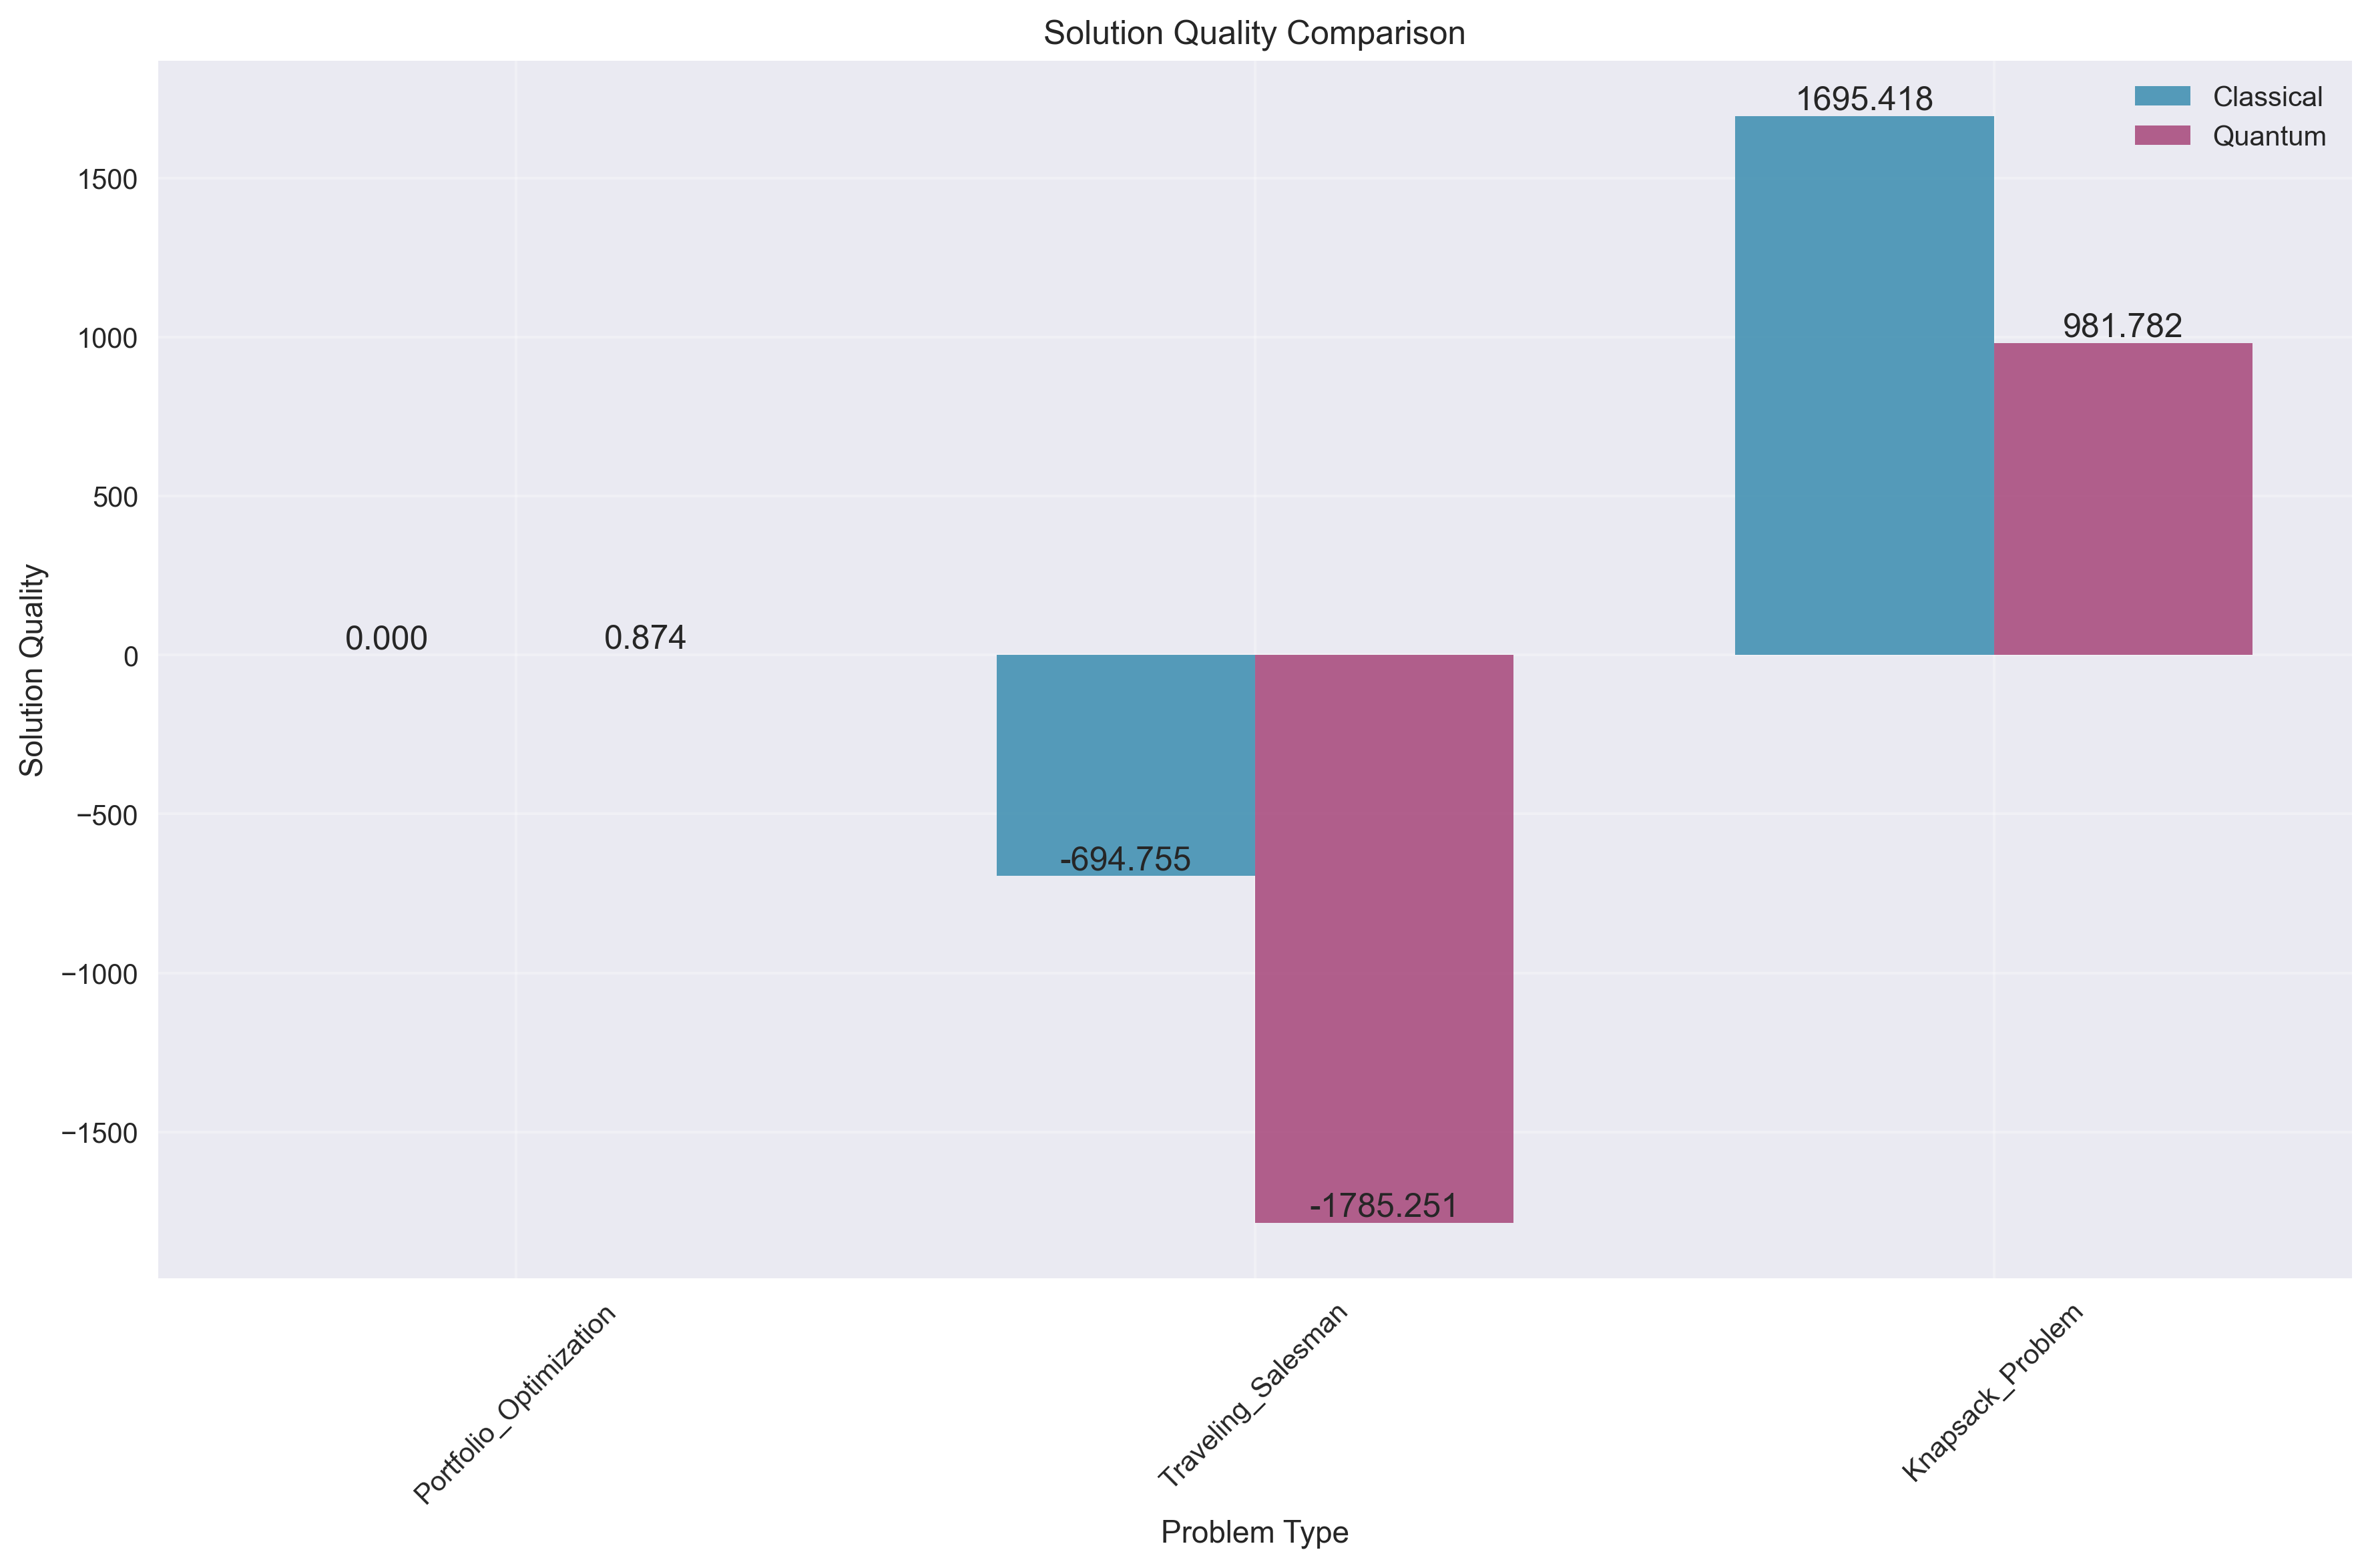 Solution Quality Comparison
Classical
Quantum
1695.418
981.782
0.000
0.874
-694.755
-1785.251
1500
1000
500
0
−500
−1000
−1500
Solution Quality
Portfolio_Optimization
Traveling_Salesman
Knapsack_Problem
Problem Type